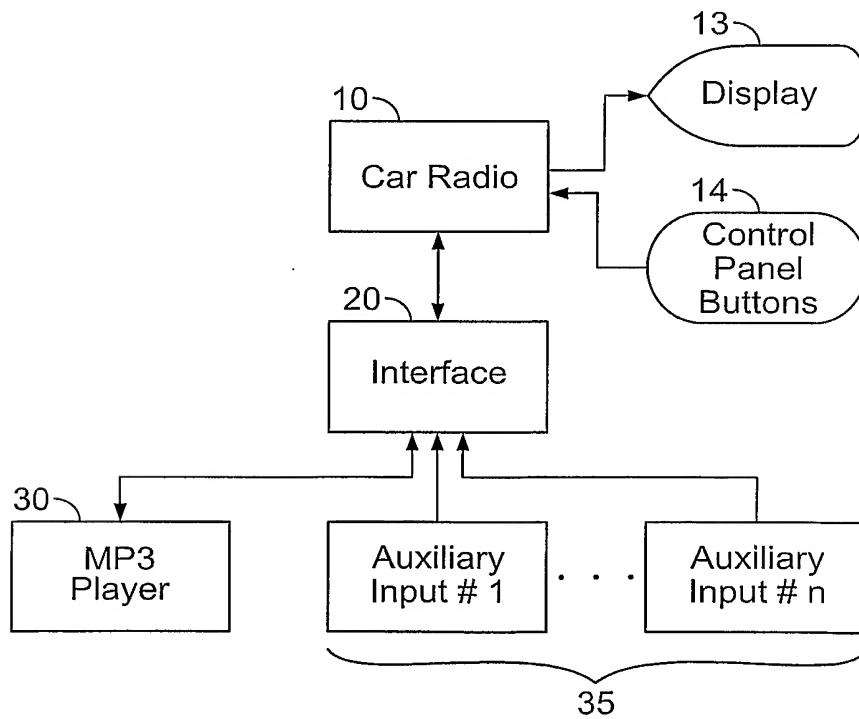 13
Display
10
Car Radio
14
Control
Panel
Buttons
20
Interface
30
MP3
Player
Auxiliary
Input # 1
. . . .
Auxiliary
Input # n
35